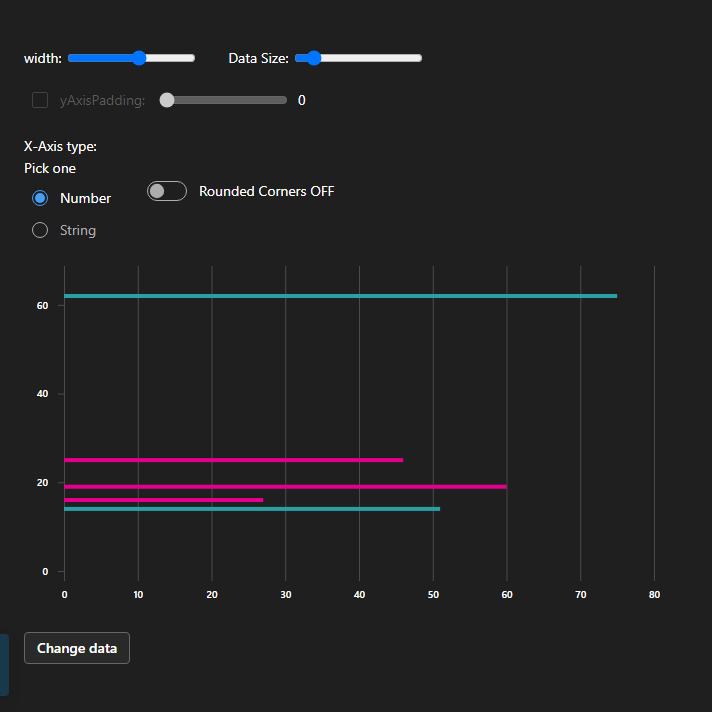 width: Data Size:
yAxisPadding: 0
X-Axis type:
Pick one
Number
Rounded Corners OFF
String
60
40
20
0
0 10 20 30 40 50 60 70 80
Change data